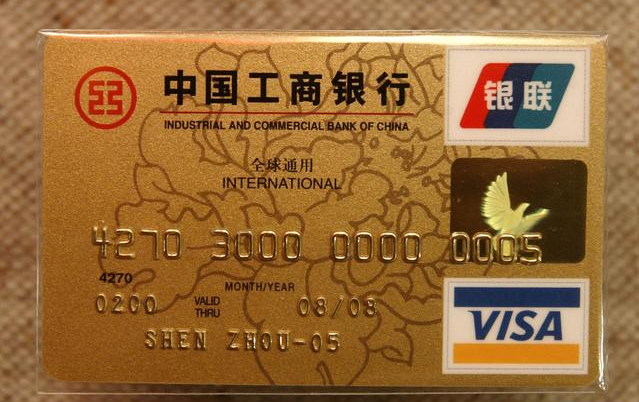 中国工商银行
INDUSTRIAL AND COMMERCIAL BANK OF CHINA
银联
全球通用
INTERNATIONAL
4270 3000 0000 0005
4270
MONTH/YEAR
0200 VALID THRU 08/08
SHEN ZHOU-05
VISA